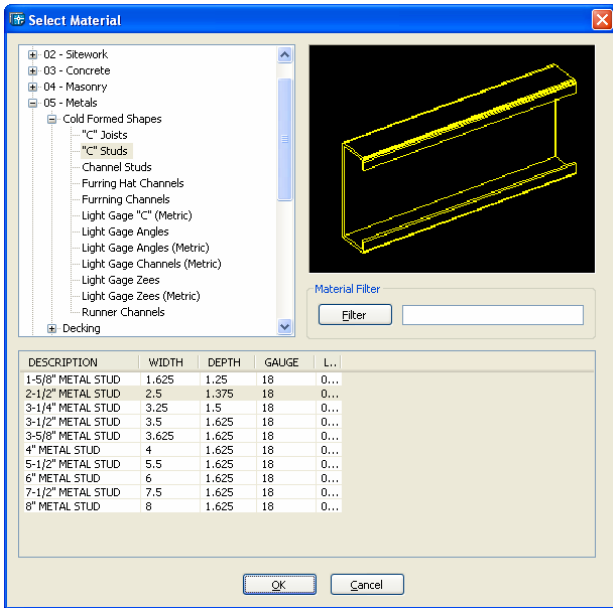 Select Material
02 - Sitework
03 - Concrete
04 - Masonry
05 - Metals
Cold Formed Shapes
"C" Joists
"C" Studs
Channel Studs
Furring Hat Channels
Furrning Channels
Light Gage "C" (Metric)
Light Gage Angles
Light Gage Angles (Metric)
Light Gage Channels (Metric)
Light Gage Zees
Light Gage Zees (Metric)
Runner Channels
Decking
Material Filter
Filter
DESCRIPTION WIDTH DEPTH GAUGE L...
1-5/8" METAL STUD 1.625 1.25 18 0...
2-1/2" METAL STUD 2.5 1.375 18 0...
3-1/4" METAL STUD 3.25 1.5 18 0...
3-1/2" METAL STUD 3.5 1.625 18 0...
3-5/8" METAL STUD 3.625 1.625 18 0...
4" METAL STUD 4 1.625 18 0...
5-1/2" METAL STUD 5.5 1.625 18 0...
6" METAL STUD 6 1.625 18 0...
7-1/2" METAL STUD 7.5 1.625 18 0...
8" METAL STUD 8 1.625 18 0...
OK Cancel